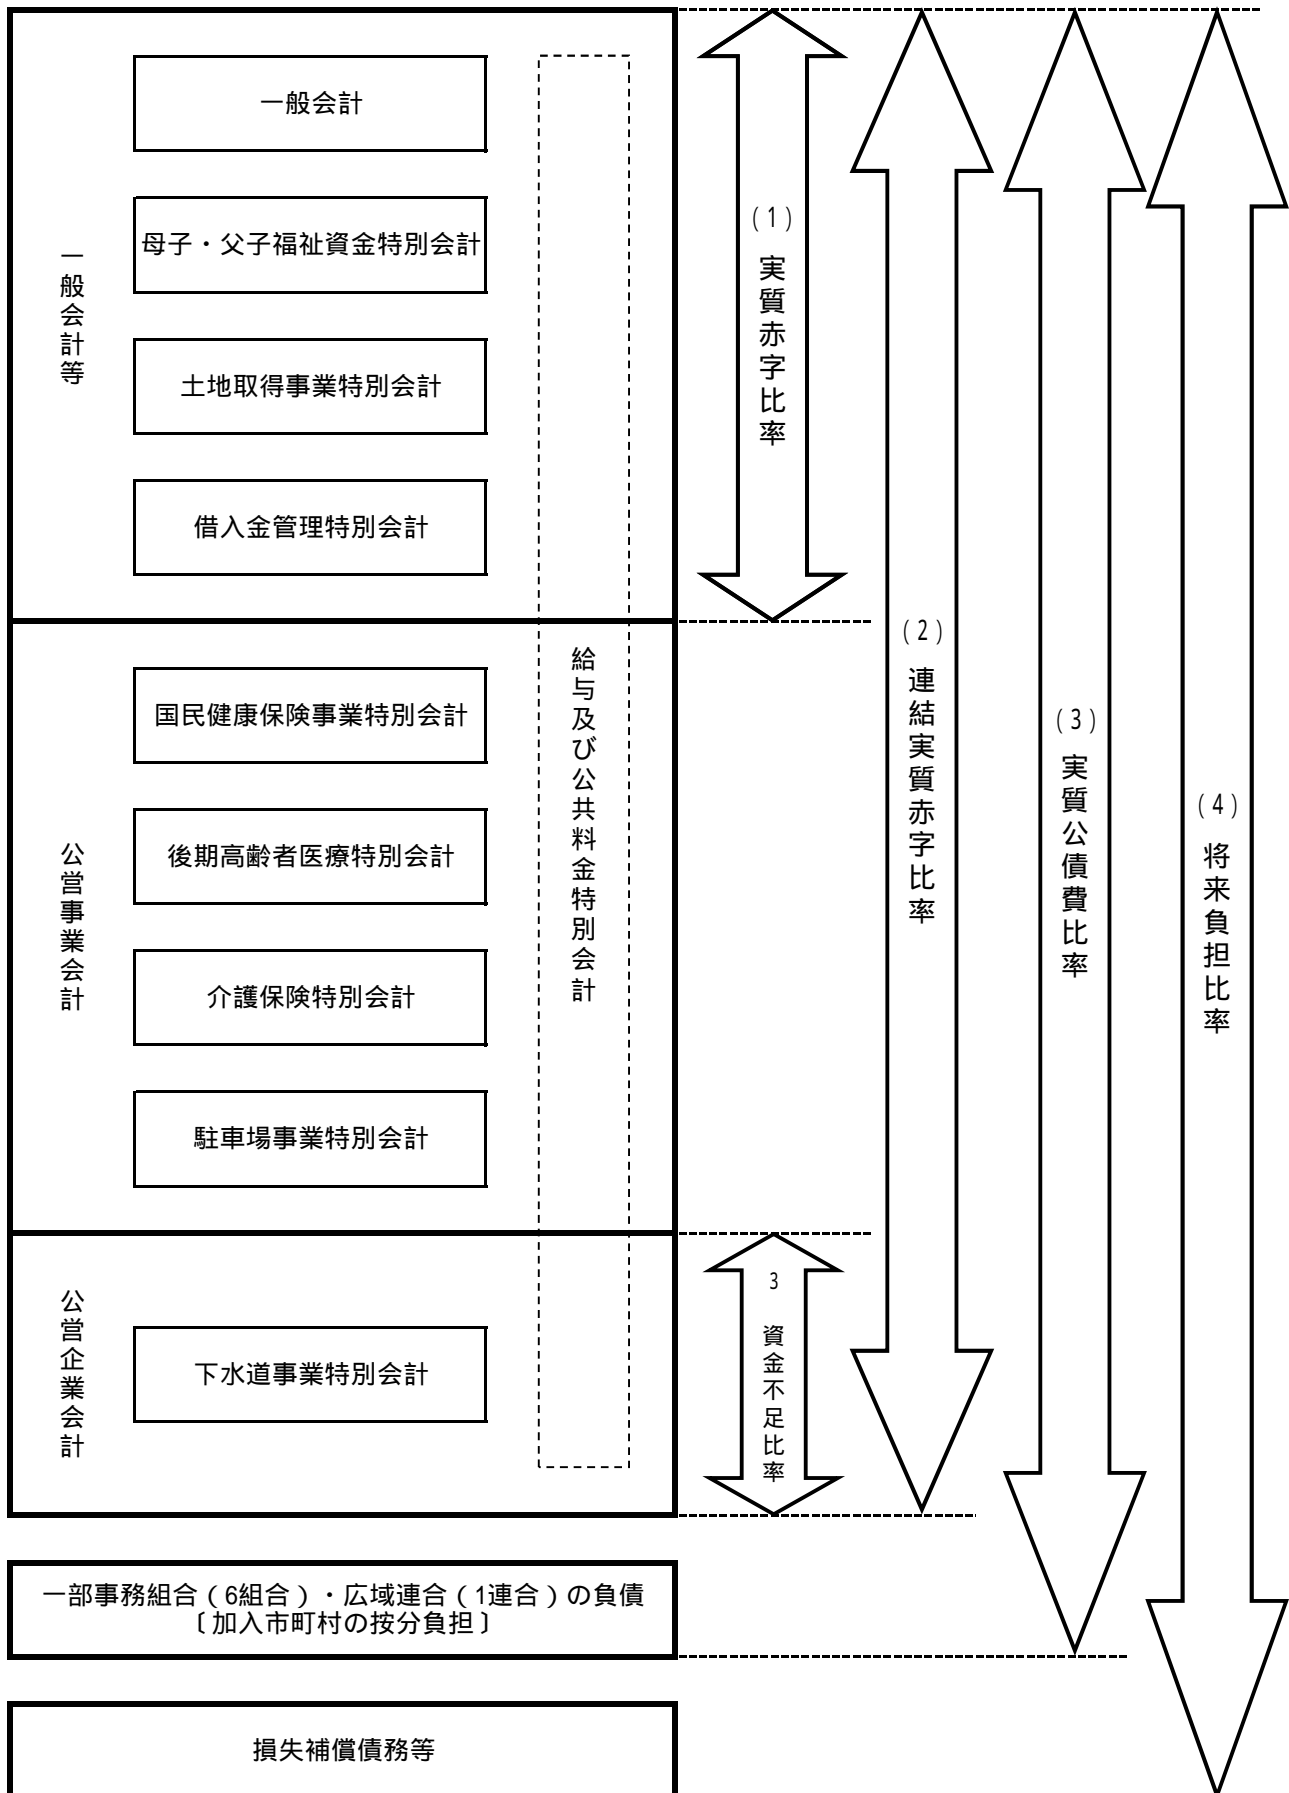 一般会計等
一般会計
母子・父子福祉資金特別会計
土地取得事業特別会計
借入金管理特別会計
公営事業会計
国民健康保険事業特別会計
後期高齢者医療特別会計
介護保険特別会計
駐車場事業特別会計
給与及び公共料金特別会計
公営企業会計
下水道事業特別会計
(1) 実質赤字比率
3 資金不足比率
(2) 連結実質赤字比率
(3) 実質公債費比率
(4) 将来負担比率
一部事務組合(6組合)・広域連合(1連合)の負債
〔加入市町村の按分負担〕
損失補償債務等